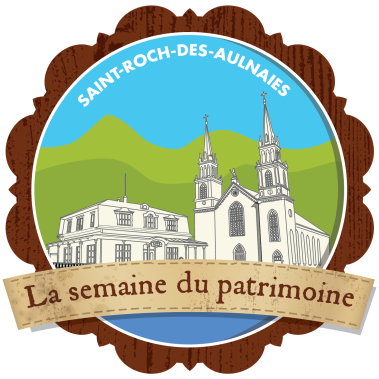 SAINT-ROCH-DES-AULNAIES
La semaine du patrimoine